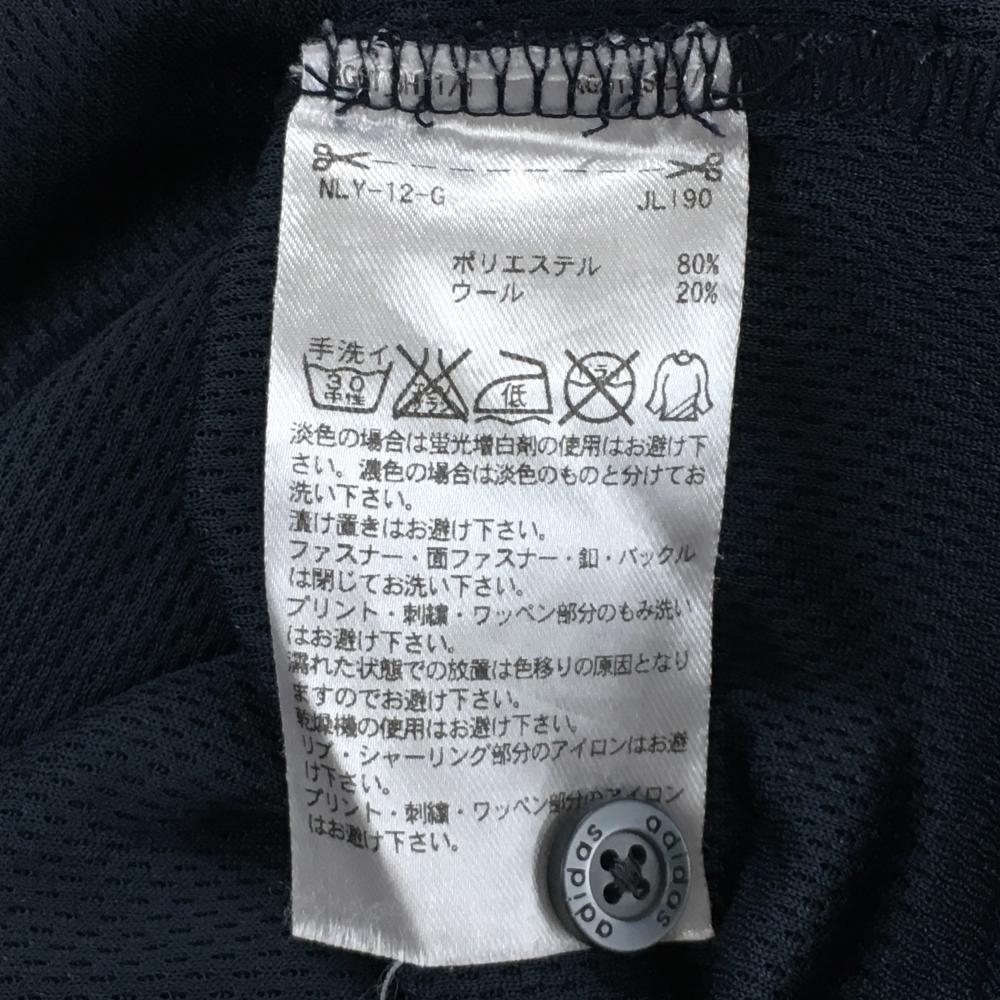 NLY-12-G JL190
ポリエステル 80%
ウール 20%
手洗イ
30
中性
低
淡色の場合は蛍光増白剤の使用はお避け下
さい。濃色の場合は淡色のものと分けてお
洗い下さい。
漬け置きはお避け下さい。
ファスナー・面ファスナー・釦・バックル
は閉じてお洗い下さい。
プリント・刺繍・ワッペン部分のもみ洗い
はお避け下さい。
濡れた状態での放置は色移りの原因となり
ますのでお避け下さい。
乾燥機の使用はお避け下さい。
リブ・シャーリング部分のアイロンはお避
け下さい。
プリント・刺繍・ワッペン部分のアイロン
はお避け下さい。
adidas adidas